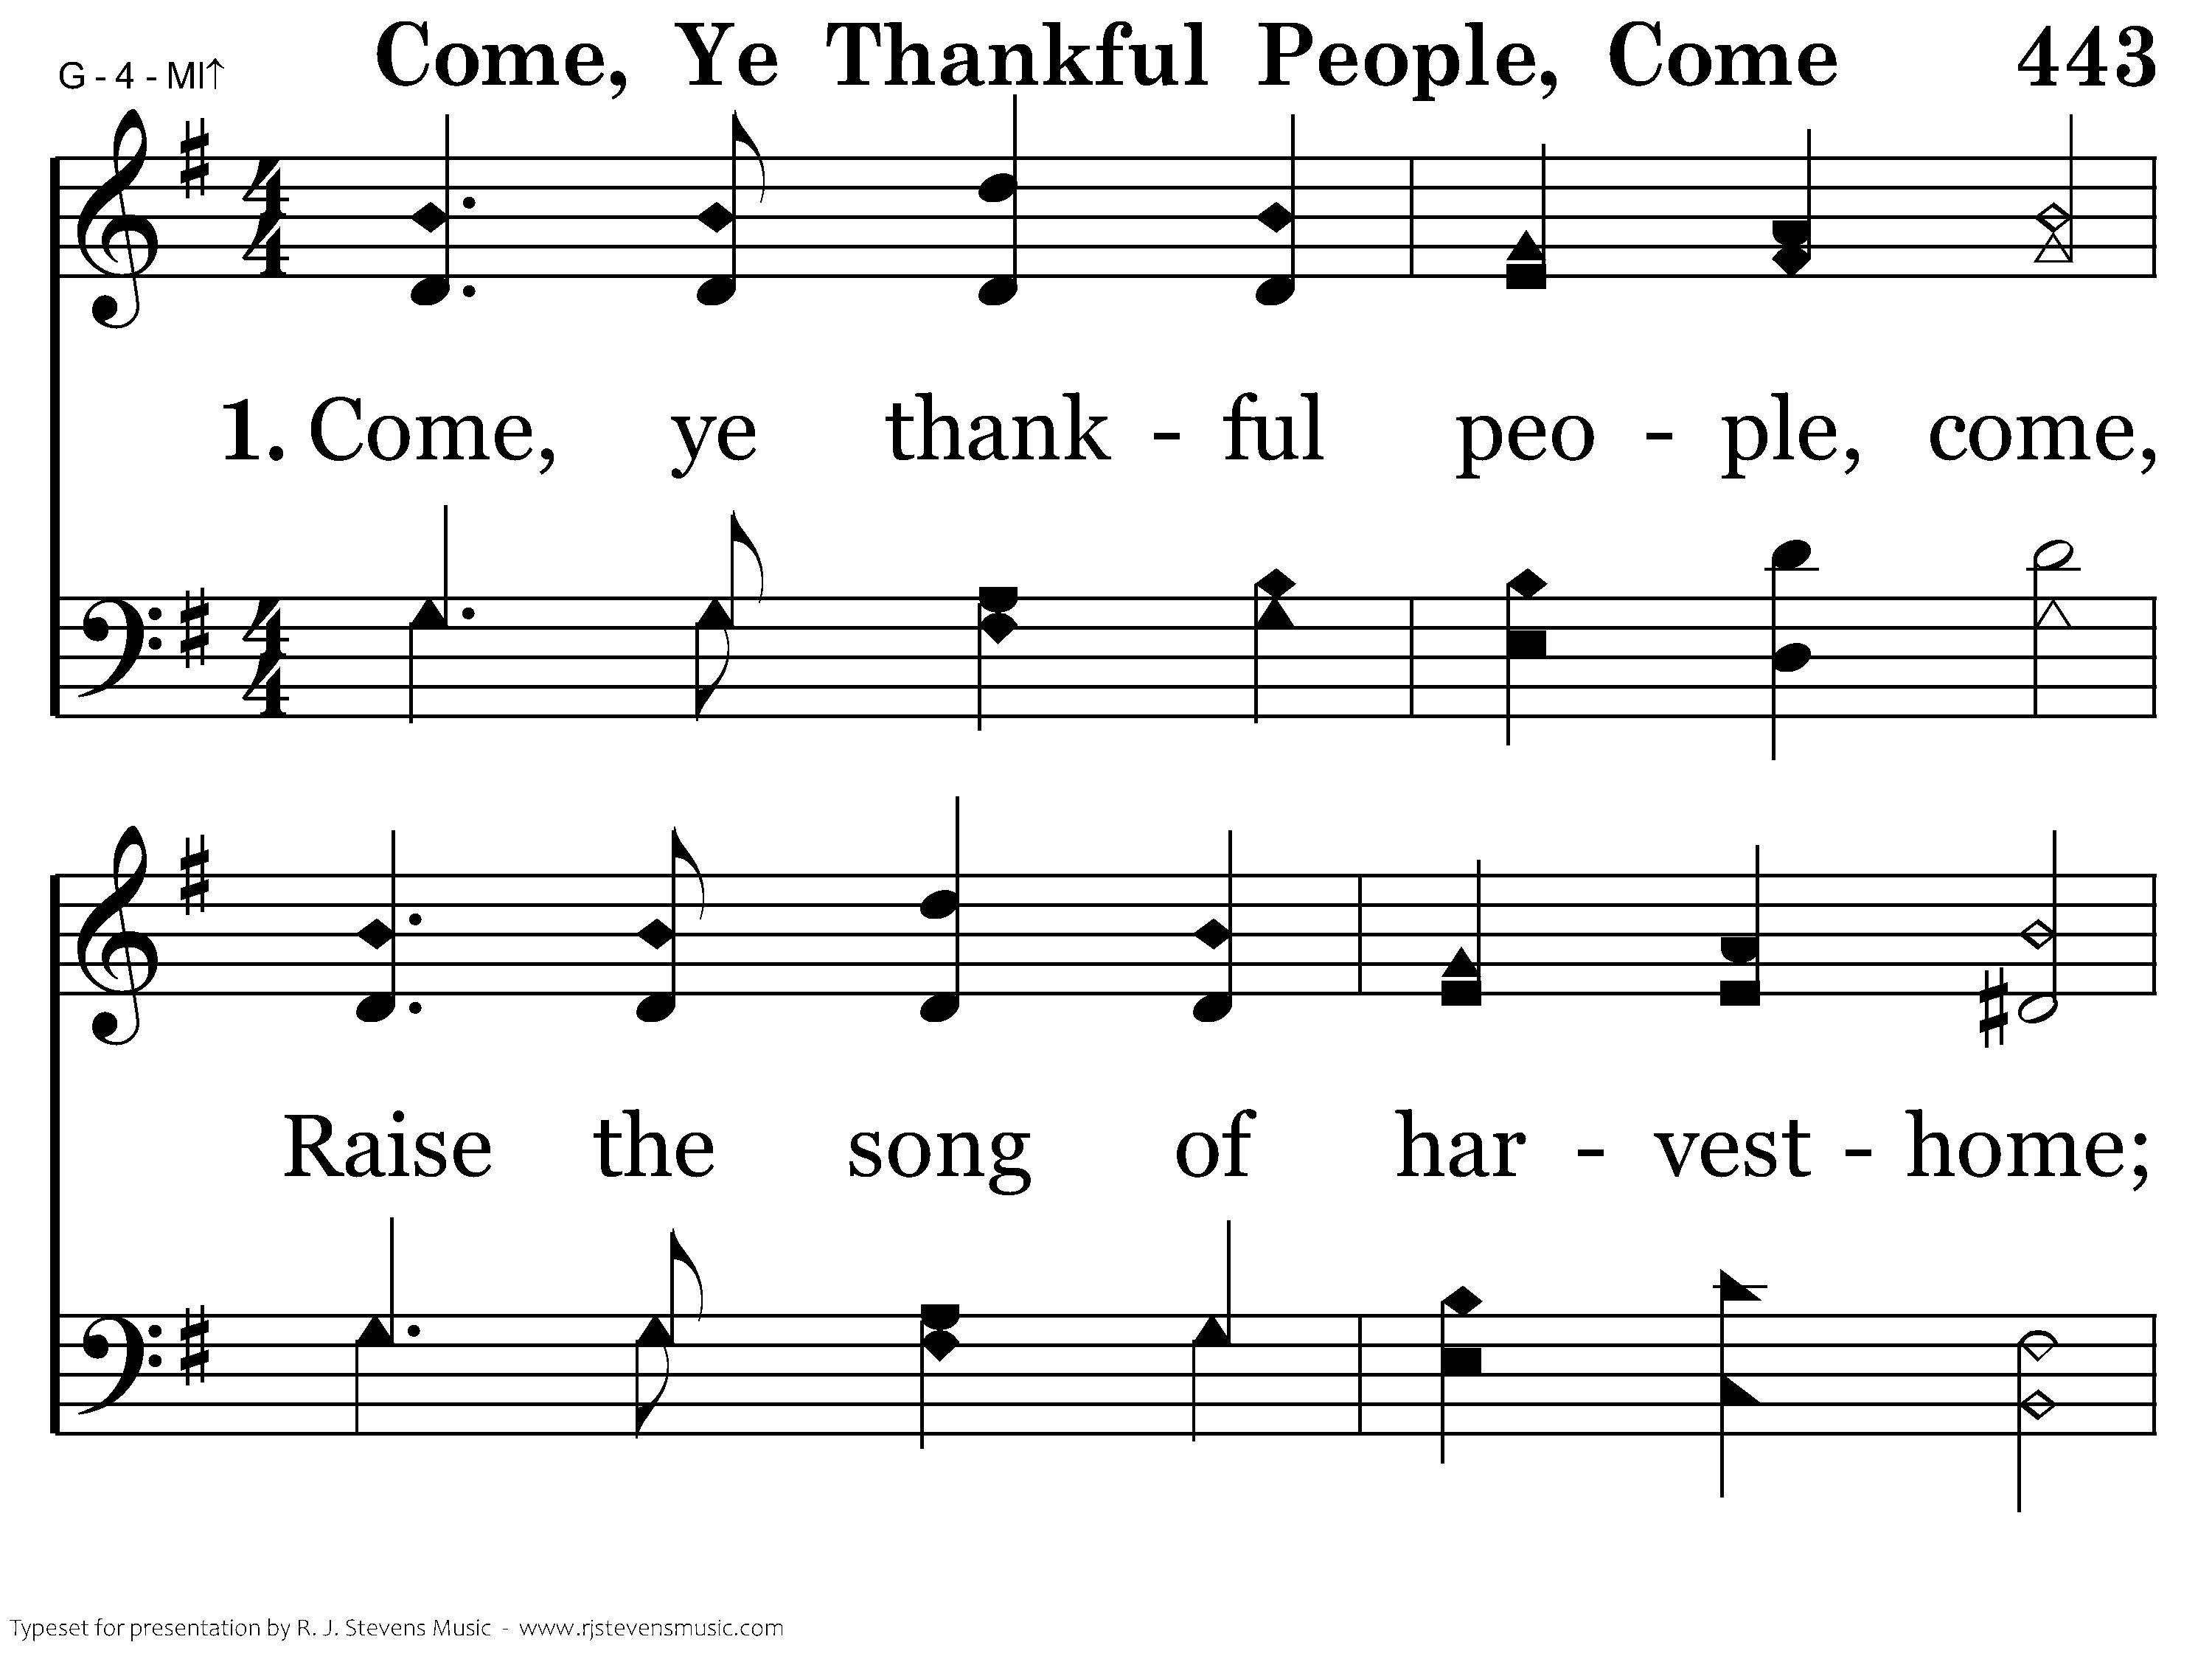 Come, Ye Thankful People, Come 443
G - 4 - MI↑
1. Come, ye thank - ful peo - ple, come,
Raise the song of har - vest - home;
Typeset for presentation by R. J. Stevens Music - www.rjstevensmusic.com